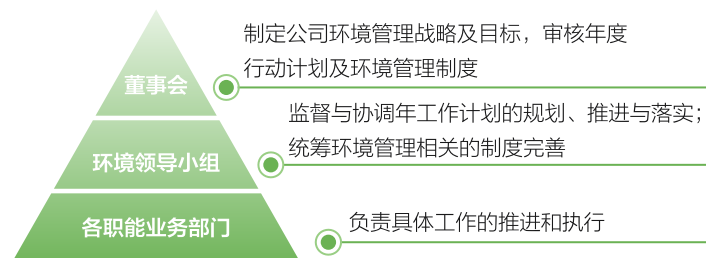 制定公司环境管理战略及目标，审核年度
行动计划及环境管理制度
董事会
监督与协调年工作计划的规划、推进与落实；
统筹环境管理相关的制度完善
环境领导小组
负责具体工作的推进和执行
各职能业务部门